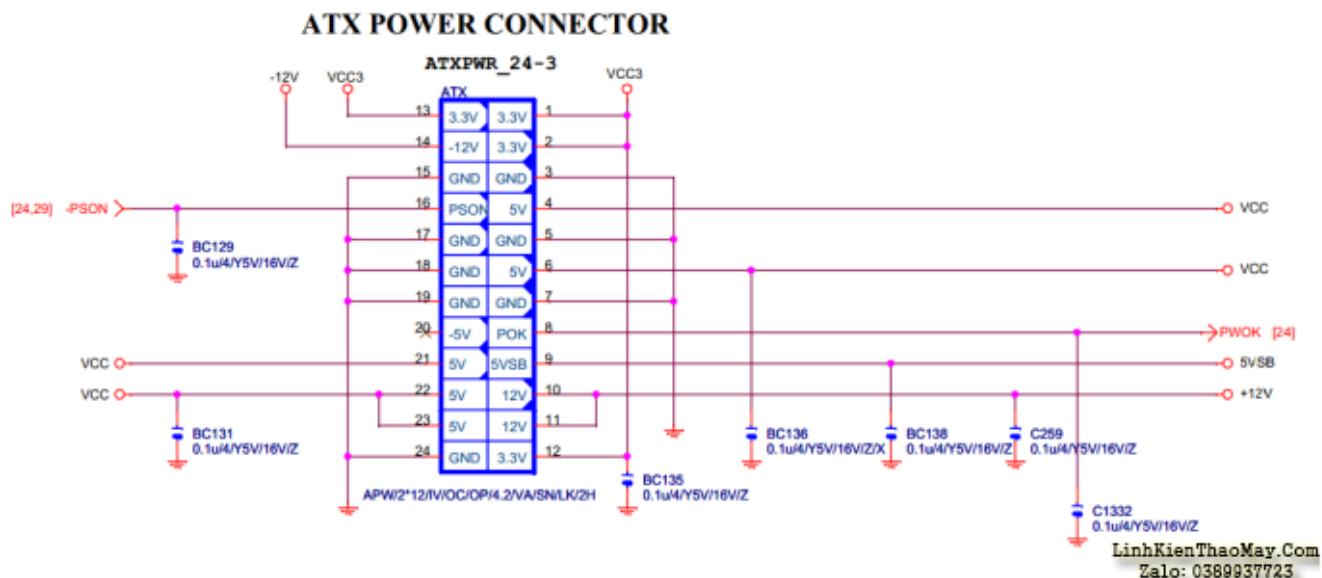 ATX POWER CONNECTOR
ATXPWR_24-3
-12V VCC3 VCC3
ATX
13 3.3V 3.3V 1
14 -12V 3.3V 2
15 GND GND 3
[24,29] -PSON 16 PSON 5V 4 VCC
17 GND GND 5
BC129
0.1u/4/Y5V/16V/Z
18 GND 5V 6 VCC
19 GND GND 7
20 -5V POK 8 PWOK [24]
VCC 21 5V 5VSB 9 5VSB
VCC 22 5V 12V 10 +12V
23 5V 12V 11
BC131
0.1u/4/Y5V/16V/Z
BC136
0.1u/4/Y5V/16V/Z/X
BC138
0.1u/4/Y5V/16V/Z
C259
0.1u/4/Y5V/16V/Z
24 GND 3.3V 12
BC135
0.1u/4/Y5V/16V/Z
APW/2*12/IV/OC/OP/4.2/VA/SN/LK/2H
C1332
0.1u/4/Y5V/16V/Z
LinhKienThaoMay.Com
Zalo: 0389937723